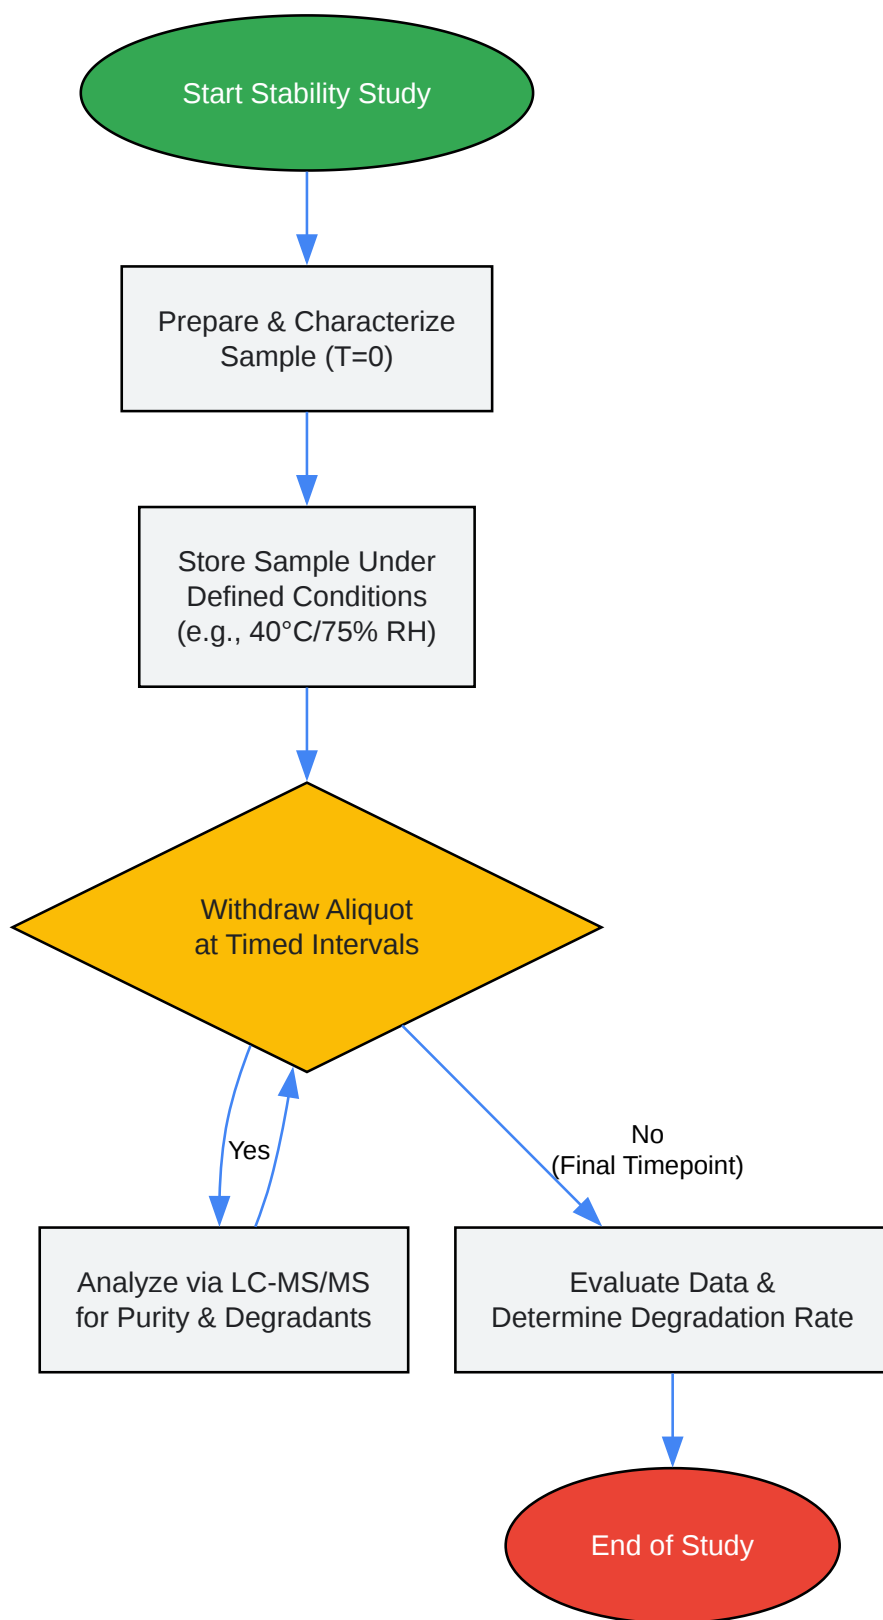 Start Stability Study
Prepare & Characterize
Sample (T=0)
Store Sample Under
Defined Conditions
(e.g., 40°C/75% RH)
Withdraw Aliquot
at Timed Intervals
Yes
No
(Final Timepoint)
Analyze via LC-MS/MS
for Purity & Degradants
Evaluate Data &
Determine Degradation Rate
End of Study